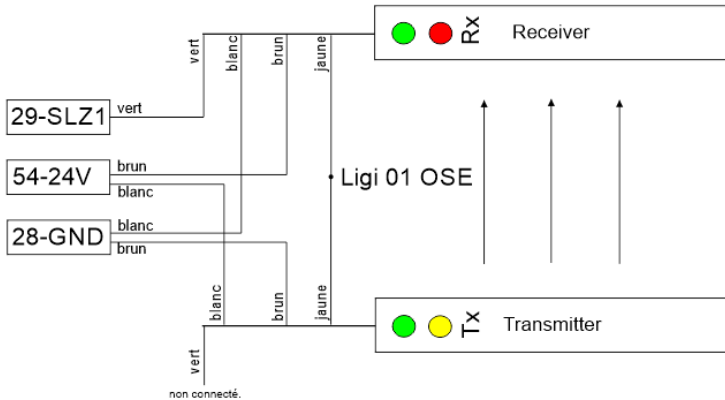 Rx Receiver
vert
blanc
brun
jaune
29-SLZ1
vert
54-24V
brun
blanc
Ligi 01 OSE
28-GND
blanc
brun
blanc
brun
jaune
Tx Transmitter
vert
non connecté.